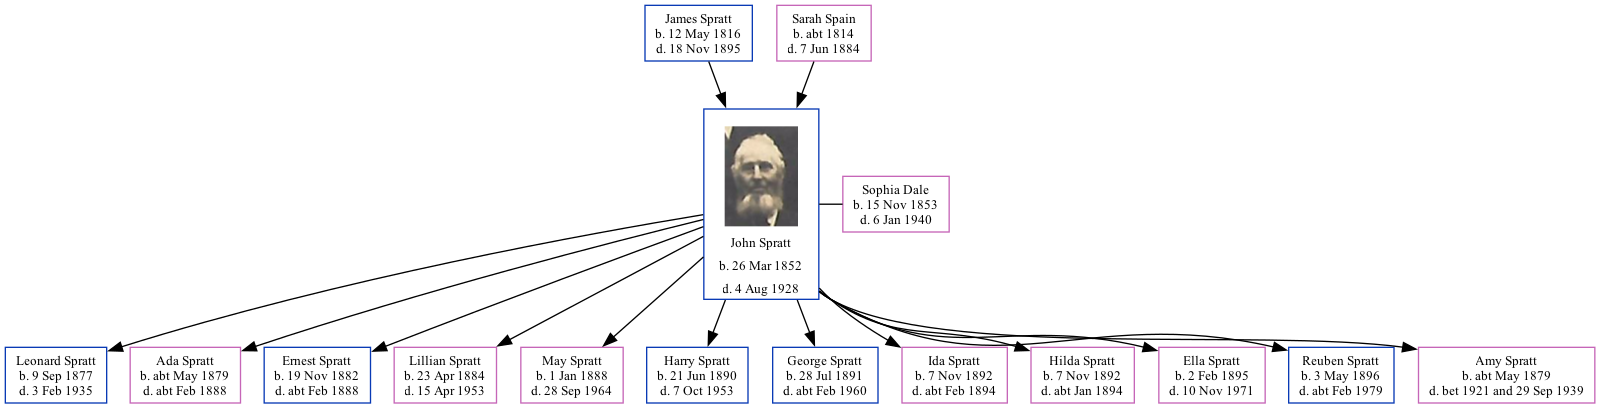 James Spratt
b. 12 May 1816
d. 18 Nov 1895
Sarah Spain
b. abt 1814
d. 7 Jun 1884
John Spratt
b. 26 Mar 1852
d. 4 Aug 1928
Sophia Dale
b. 15 Nov 1853
d. 6 Jan 1940
Leonard Spratt
b. 9 Sep 1877
d. 3 Feb 1935
Ada Spratt
b. abt May 1879
d. abt Feb 1888
Ernest Spratt
b. 19 Nov 1882
d. abt Feb 1888
Lillian Spratt
b. 23 Apr 1884
d. 15 Apr 1953
May Spratt
b. 1 Jan 1888
d. 28 Sep 1964
Harry Spratt
b. 21 Jun 1890
d. 7 Oct 1953
George Spratt
b. 28 Jul 1891
d. abt Feb 1960
Ida Spratt
b. 7 Nov 1892
d. abt Feb 1894
Hilda Spratt
b. 7 Nov 1892
d. abt Jan 1894
Ella Spratt
b. 2 Feb 1895
d. 10 Nov 1971
Reuben Spratt
b. 3 May 1896
d. abt Feb 1979
Amy Spratt
b. abt May 1879
d. bet 1921 and 29 Sep 1939